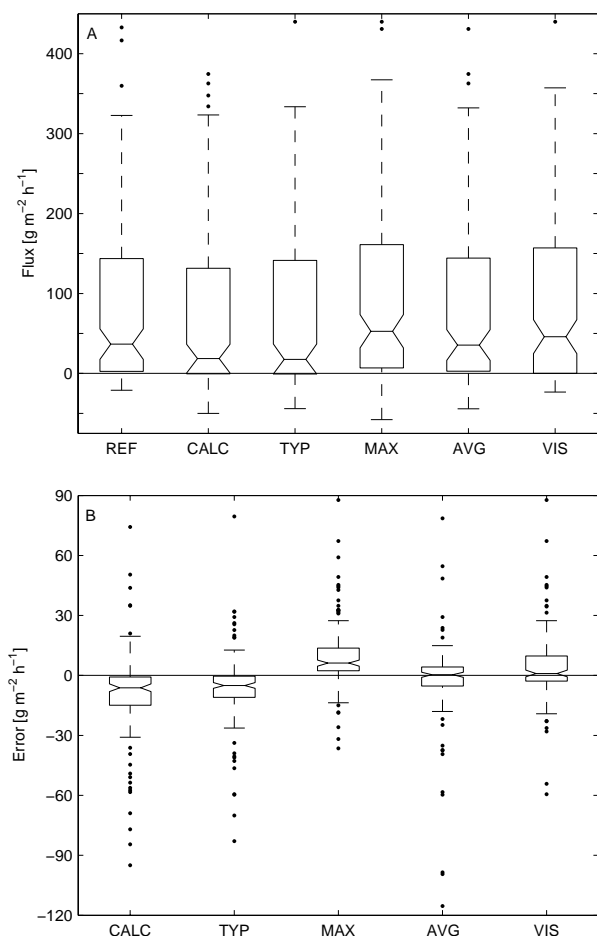 A
400
300
200
100
0
Flux [g m−2 h−1]
REF CALC TYP MAX AVG VIS
B
90
60
30
0
−30
−60
−90
−120
Error [g m−2 h−1]
CALC TYP MAX AVG VIS